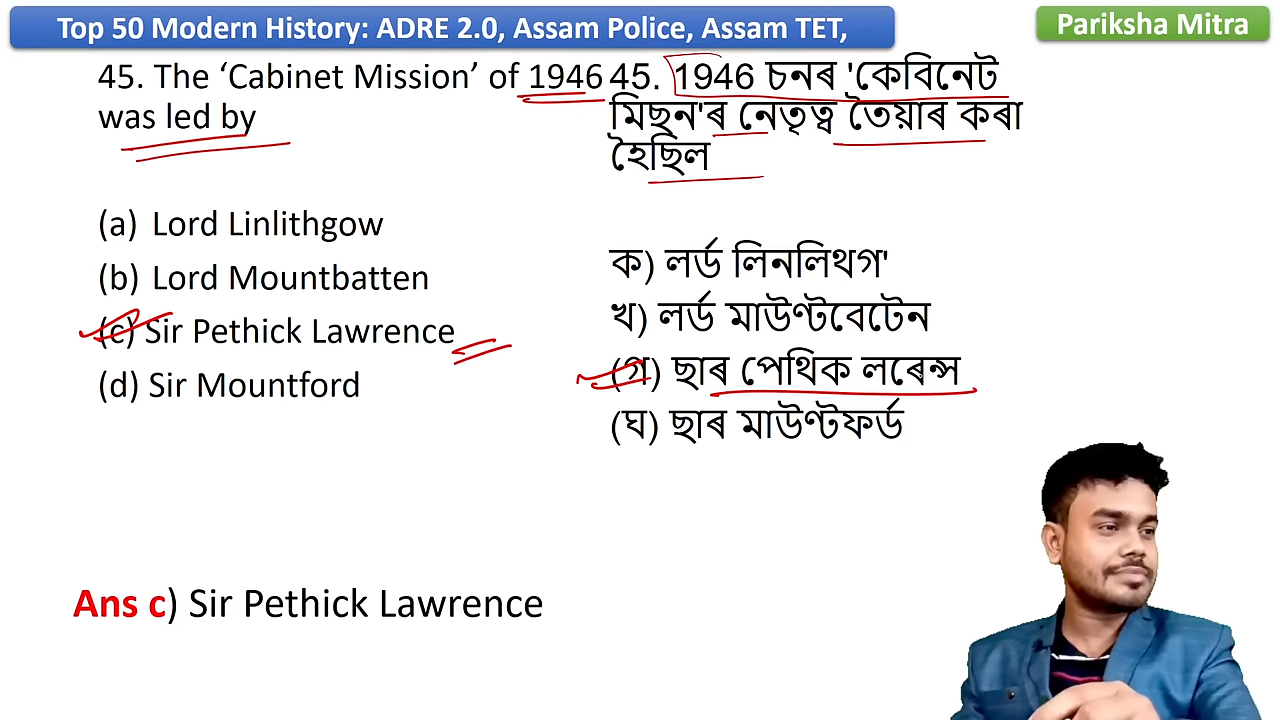 Top 50 Modern History: ADRE 2.0, Assam Police, Assam TET,
Pariksha Mitra
45. The ‘Cabinet Mission’ of 1946
was led by
(a) Lord Linlithgow
(b) Lord Mountbatten
(c) Sir Pethick Lawrence
(d) Sir Mountford
45. 1946 চনৰ 'কেবিনেট
মিছন'ৰ নেতৃত্ব তৈয়াৰ কৰা
হৈছিল
ক) লৰ্ড লিনলিথগ'
খ) লৰ্ড মাউণ্টবেটেন
(গ) ছাৰ পেথিক লৰেন্স
(ঘ) ছাৰ মাউণ্টফৰ্ড
Ans c) Sir Pethick Lawrence